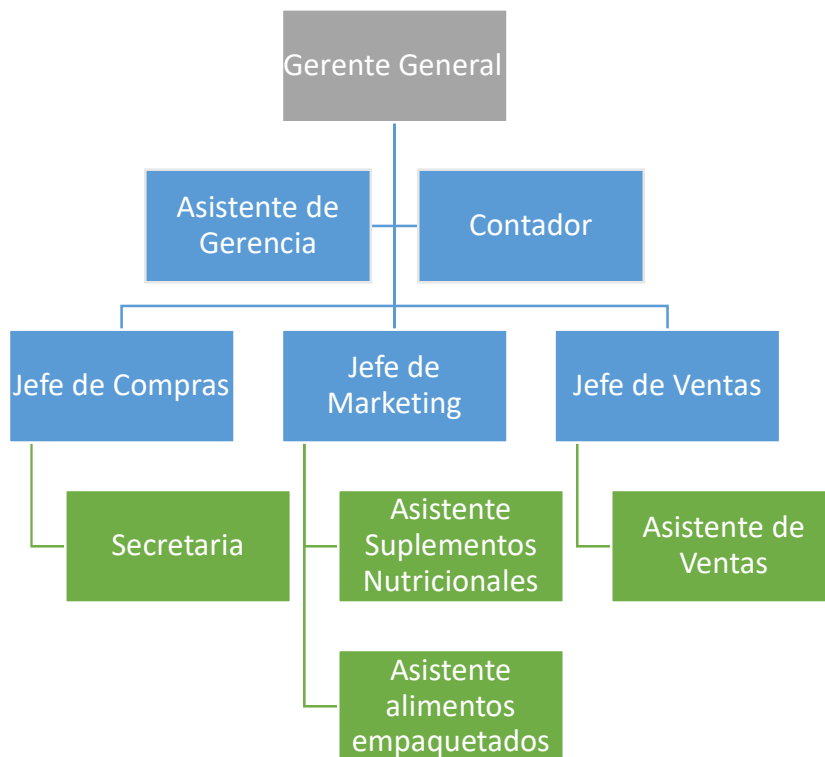 Gerente General
Asistente de
Gerencia
Contador
Jefe de Compras
Jefe de
Marketing
Jefe de Ventas
Secretaria
Asistente
Suplementos
Nutricionales
Asistente de
Ventas
Asistente
alimentos
empaquetados